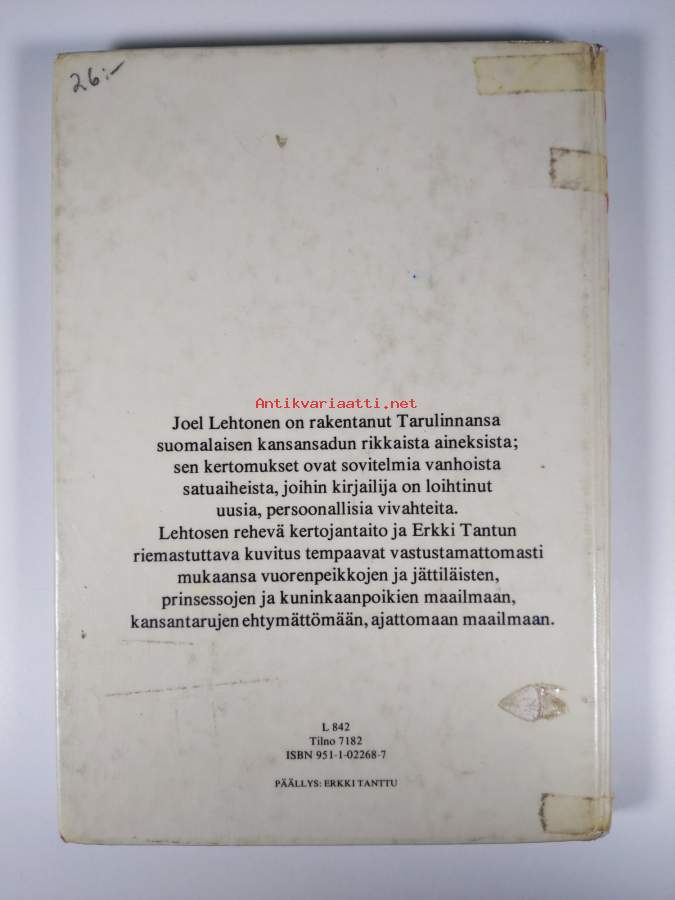 26:-
Antikvariaatti.net
Joel Lehtonen on rakentanut Tarulinnansa
suomalaisen kansansadun rikkaista aineksista;
sen kertomukset ovat sovitelmia vanhoista
satuaiheista, joihin kirjailija on loihtinut
uusia, persoonallisia vivahteita.
Lehtosen rehevä kertojantaito ja Erkki Tantun
riemastuttava kuvitus tempaavat vastustamattomasti
mukaansa vuorenpeikkojen ja jättiläisten,
prinsessojen ja kuninkaanpoikien maailmaan,
kansantarujen ehtymättömään, ajattomaan maailmaan.
L 842
Tilno 7182
ISBN 951-1-02268-7
PÄÄLLYS: ERKKI TANTTU